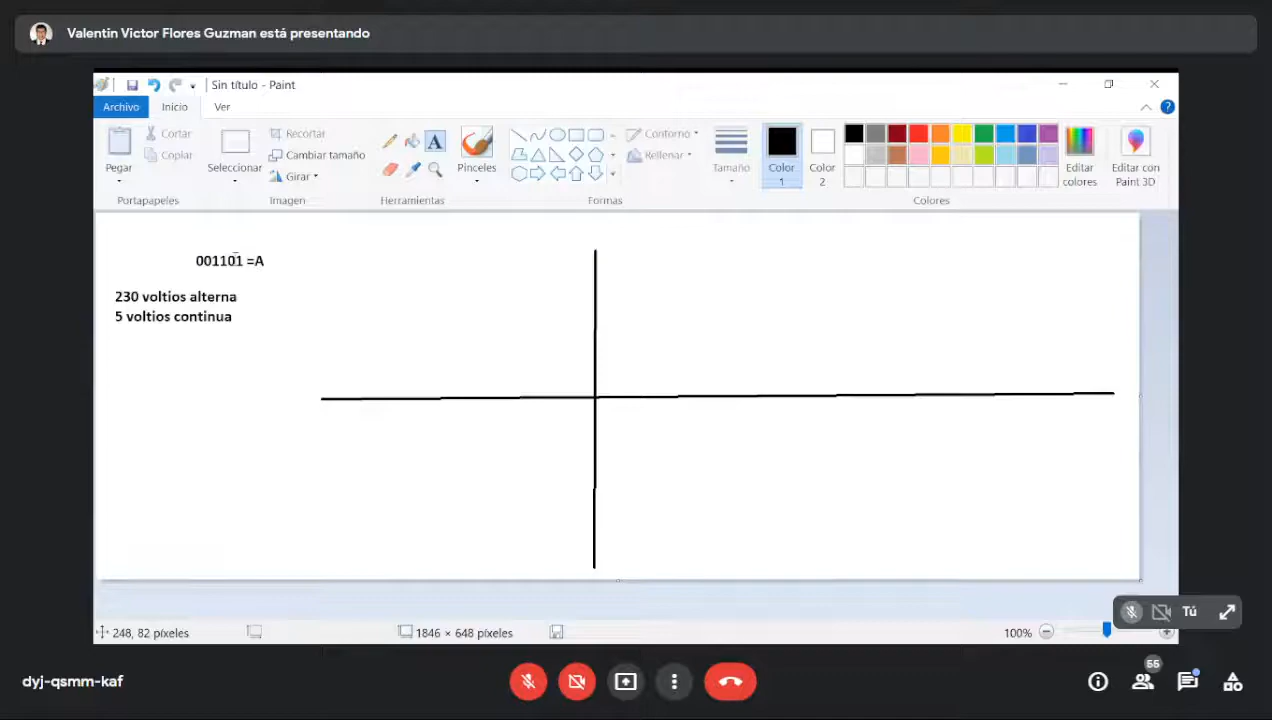 Valentin Victor Flores Guzman está presentando
Sin título - Paint
Archivo Inicio Ver
Pegar
Cortar
Copiar
Portapapeles
Seleccionar
Recortar
Cambiar tamaño
Girar
Imagen
A
Herramientas
Pinceles
Contorno
Rellenar
Formas
Tamaño
Color 1
Color 2
Editar colores
Editar con Paint 3D
Colores
001101 =A
230 voltios alterna
5 voltios continua
248, 82 píxeles
1846 × 648 píxeles
100%
Tú
dyj-qsmm-kaf
55